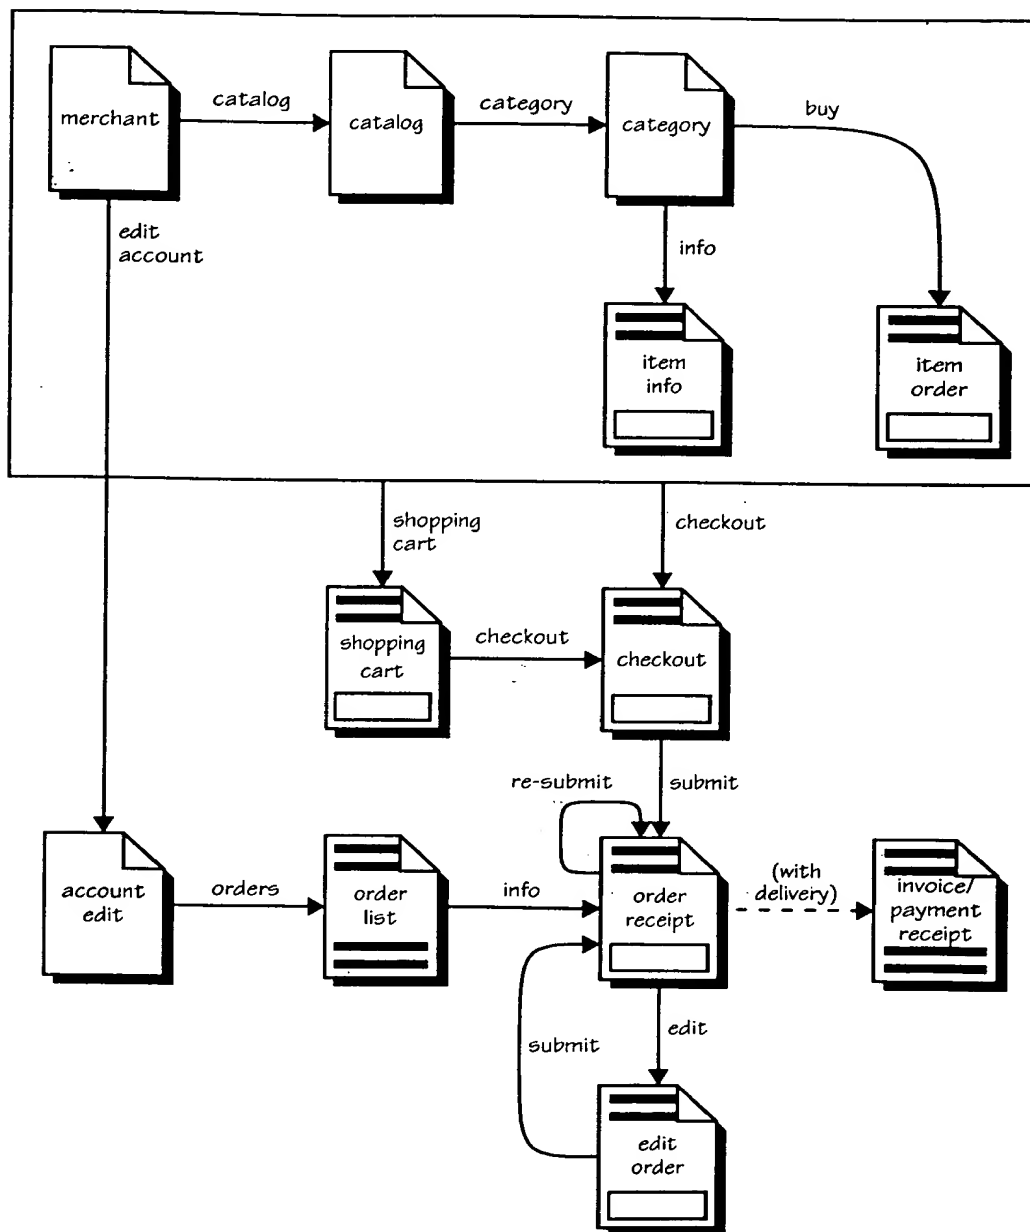 merchant
catalog
catalog
category
category
buy
edit
account
info
item
info
item
order
shopping
cart
checkout
shopping
cart
checkout
checkout
re-submit
submit
account
edit
orders
order
list
info
order
receipt
(with
delivery)
invoice/
payment
receipt
submit
edit
edit
order